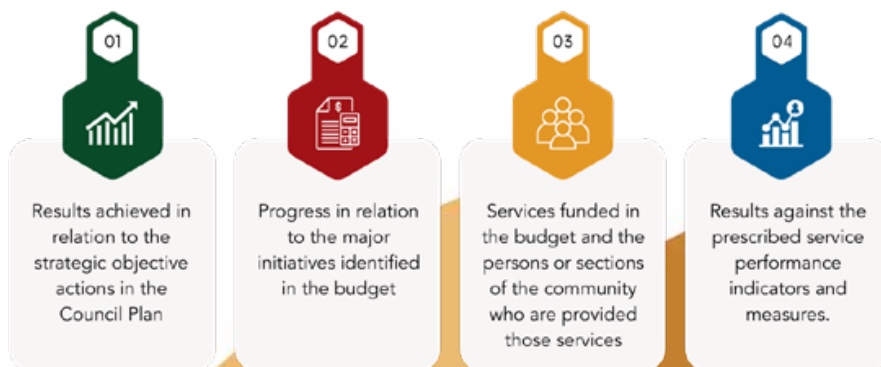 01
Results achieved in
relation to the
strategic objective
actions in the
Council Plan
02
$
Progress in relation
to the major
initiatives identified
in the budget
03
Services funded in
the budget and the
persons or sections
of the community
who are provided
those services
04
Results against the
prescribed service
performance
indicators and
measures.